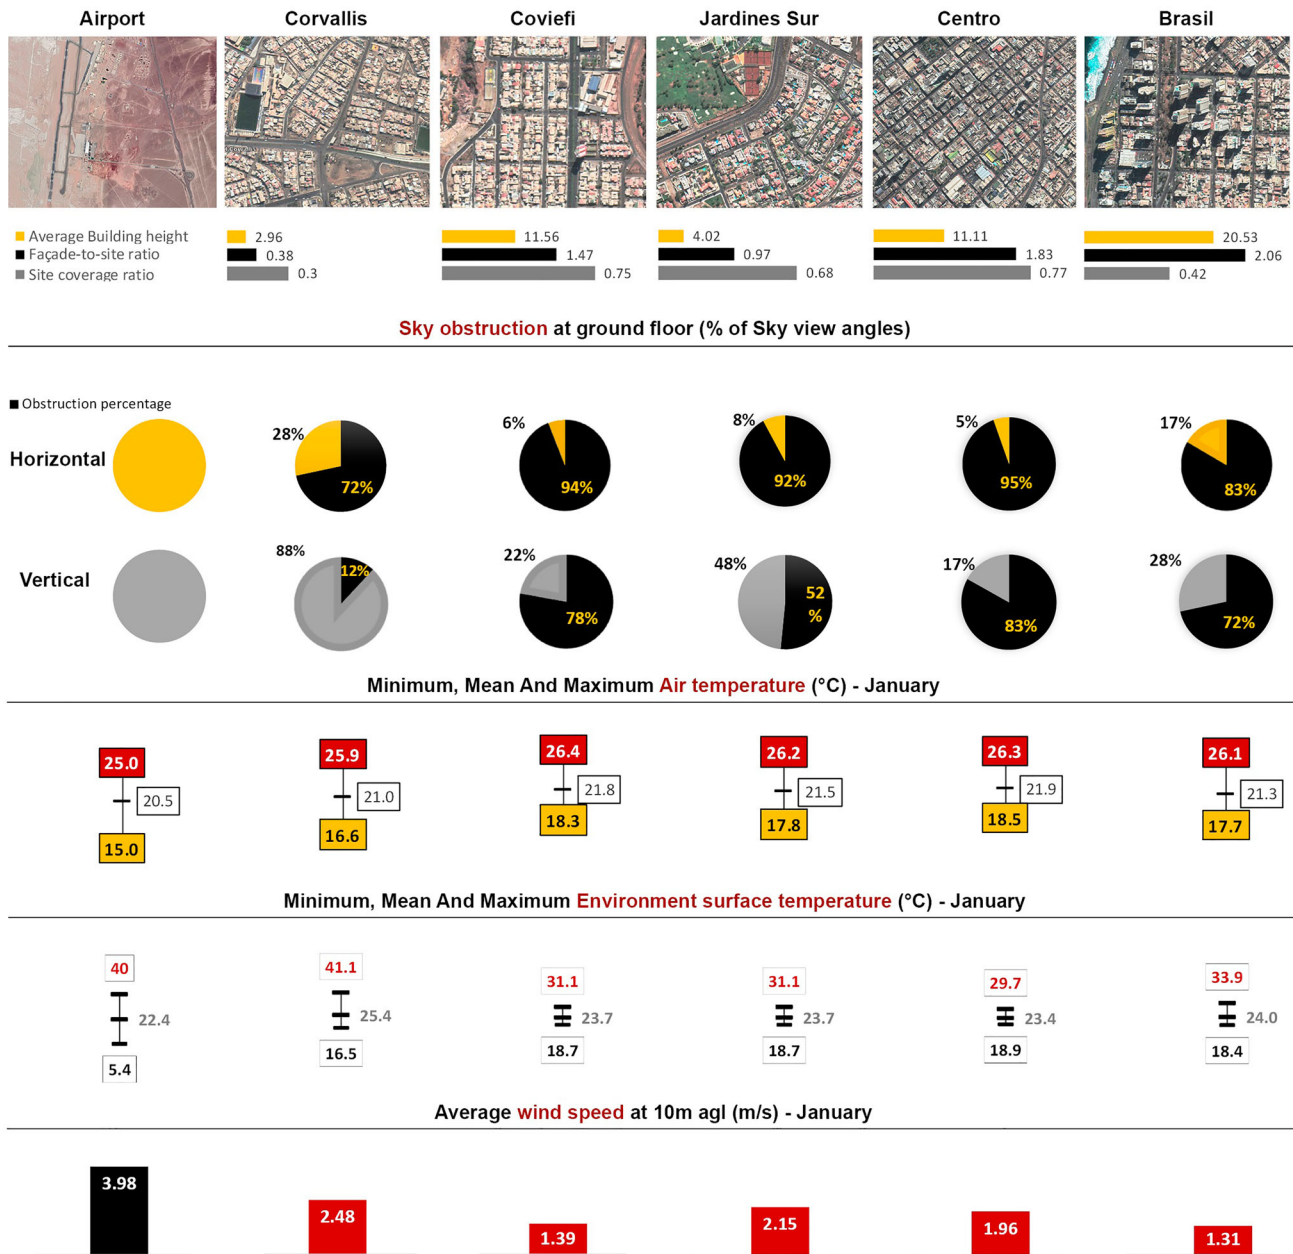 Airport Corvallis Coviefi Jardines Sur Centro Brasil
Average Building height 2.96 11.56 4.02 11.11 20.53
Façade-to-site ratio 0.38 1.47 0.97 1.83 2.06
Site coverage ratio 0.3 0.75 0.68 0.77 0.42
Sky obstruction at ground floor (% of Sky view angles)
Obstruction percentage
28% 6% 8% 5% 17%
Horizontal
72% 94% 92% 95% 83%
88% 22% 48% 17% 28%
Vertical
12% 78% 52 % 83% 72%
Minimum, Mean And Maximum Air temperature (°C) - January
25.0 25.9 26.4 26.2 26.3 26.1
20.5 21.0 21.8 21.5 21.9 21.3
15.0 16.6 18.3 17.8 18.5 17.7
Minimum, Mean And Maximum Environment surface temperature (°C) - January
40 41.1 31.1 31.1 29.7 33.9
22.4 25.4 23.7 23.7 23.4 24.0
5.4 16.5 18.7 18.7 18.9 18.4
Average wind speed at 10m agl (m/s) - January
3.98 2.48 1.39 2.15 1.96 1.31